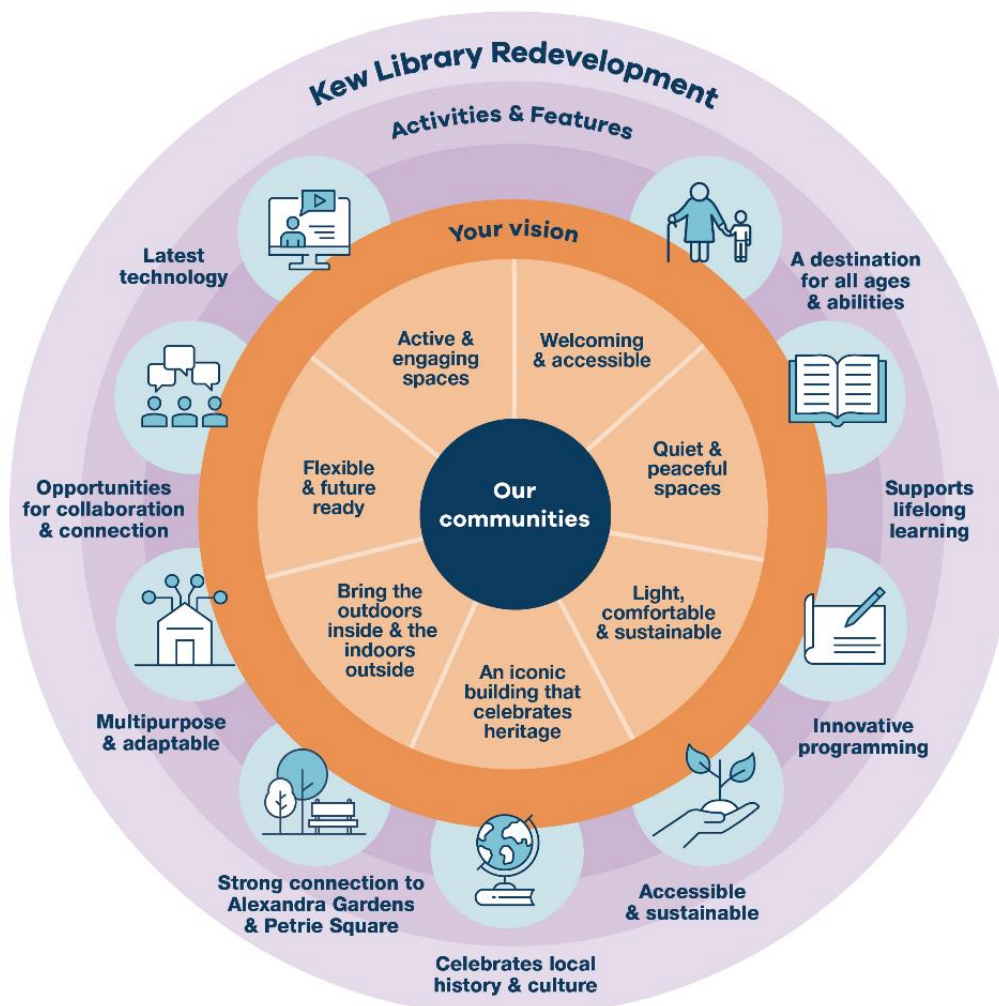 Kew Library Redevelopment
Activities & Features
Your vision
Latest
technology
A destination
for all ages
& abilities
Active &
engaging
spaces
Welcoming
& accessible
Flexible
& future
ready
Our
communities
Quiet &
peaceful
spaces
Opportunities
for collaboration
& connection
Supports
lifelong
learning
Bring the
outdoors
inside & the
indoors
outside
Light,
comfortable
& sustainable
An iconic
building that
celebrates
heritage
Multipurpose
& adaptable
Innovative
programming
Strong connection to
Alexandra Gardens
& Petrie Square
Accessible
& sustainable
Celebrates local
history & culture